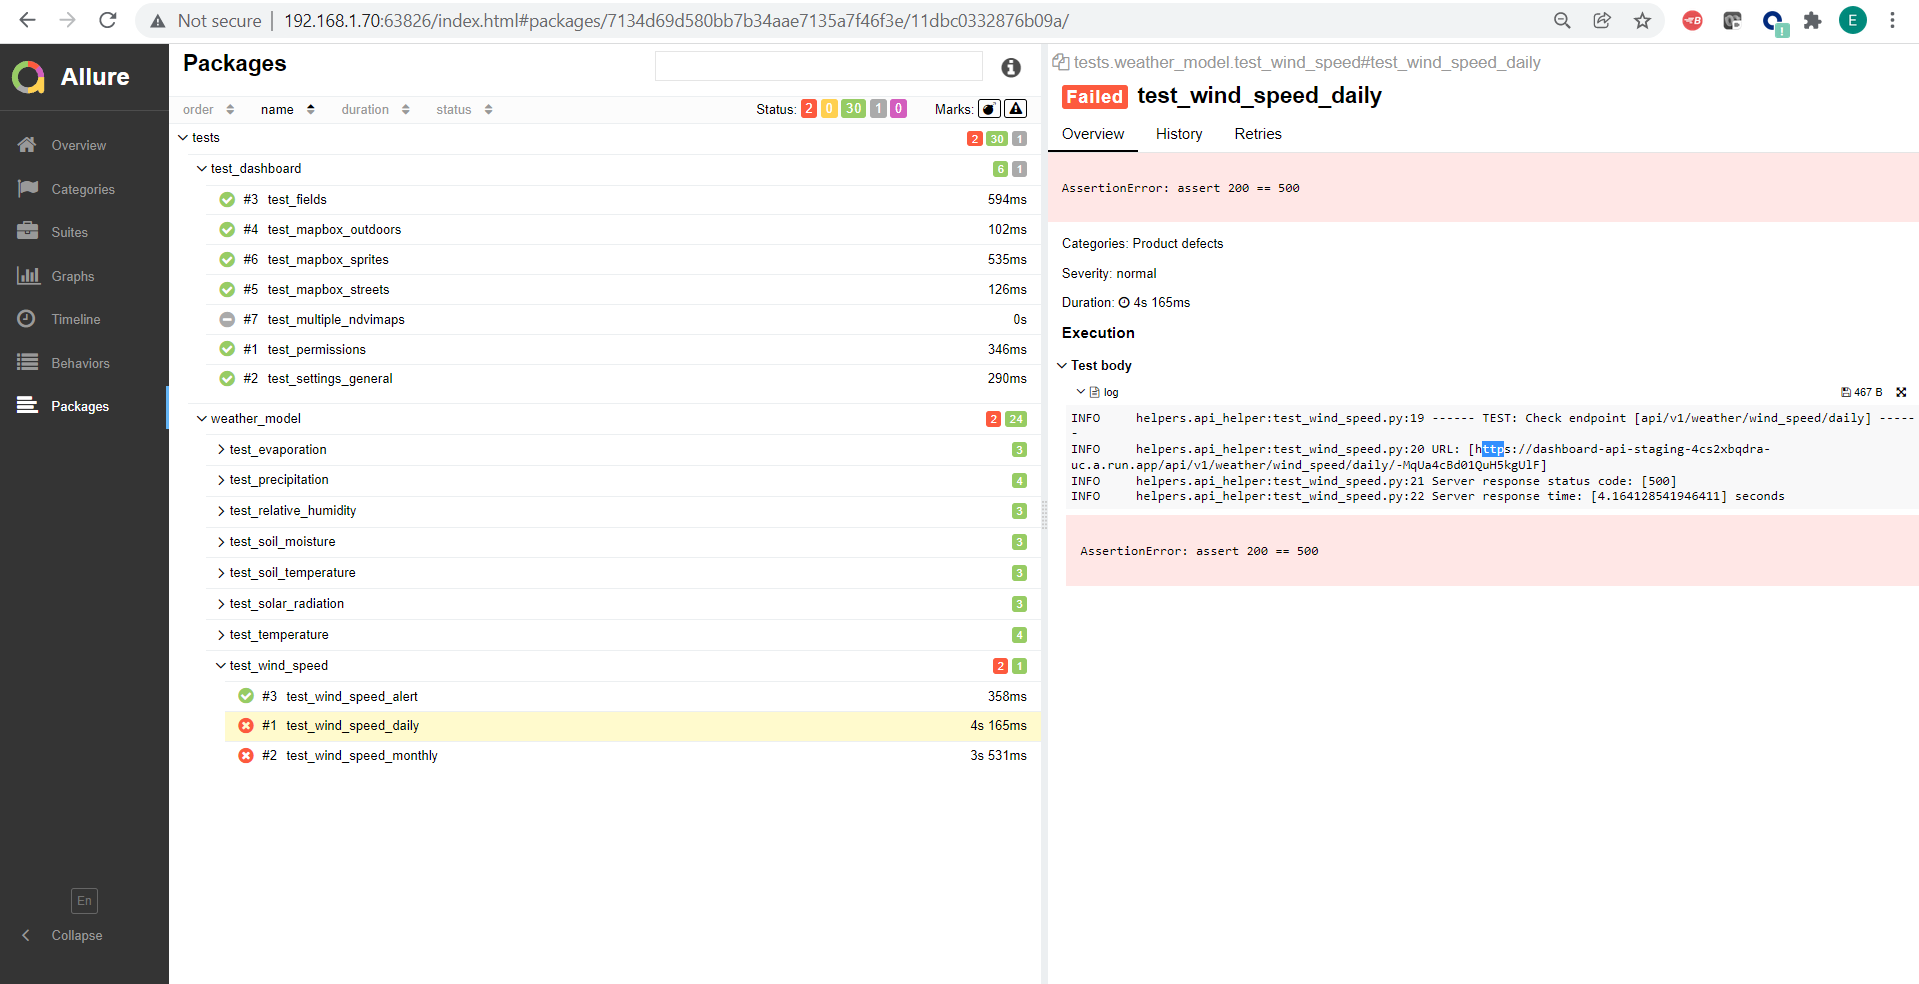 Not secure
192.168.1.70:63826/index.html#packages/7134d69d580bb7b34aae7135a7f46f3e/11dbc0332876b09a/
E
Allure
Overview
Categories
Suites
Graphs
Timeline
Behaviors
Packages
En
Collapse
Packages
order name duration status Status: 2 0 30 1 0 Marks:
tests 2 30 1
test_dashboard 6 1
#3 test_fields 594ms
#4 test_mapbox_outdoors 102ms
#6 test_mapbox_sprites 535ms
#5 test_mapbox_streets 126ms
#7 test_multiple_ndvimaps 0s
#1 test_permissions 346ms
#2 test_settings_general 290ms
weather_model 2 24
test_evaporation 3
test_precipitation 4
test_relative_humidity 3
test_soil_moisture 3
test_soil_temperature 3
test_solar_radiation 3
test_temperature 4
test_wind_speed 2 1
#3 test_wind_speed_alert 358ms
#1 test_wind_speed_daily 4s 165ms
#2 test_wind_speed_monthly 3s 531ms
tests.weather_model.test_wind_speed#test_wind_speed_daily
Failed test_wind_speed_daily
Overview History Retries
AssertionError: assert 200 == 500
Categories: Product defects
Severity: normal
Duration: 4s 165ms
Execution
Test body
log 467 B
INFO helpers.api_helper:test_wind_speed.py:19 ------ TEST: Check endpoint [api/v1/weather/wind_speed/daily] -----
-
INFO helpers.api_helper:test_wind_speed.py:20 URL: [https://dashboard-api-staging-4cs2xbqdra-
uc.a.run.app/api/v1/weather/wind_speed/daily/-MqUa4cBd01QuH5kgUlF]
INFO helpers.api_helper:test_wind_speed.py:21 Server response status code: [500]
INFO helpers.api_helper:test_wind_speed.py:22 Server response time: [4.164128541946411] seconds
AssertionError: assert 200 == 500